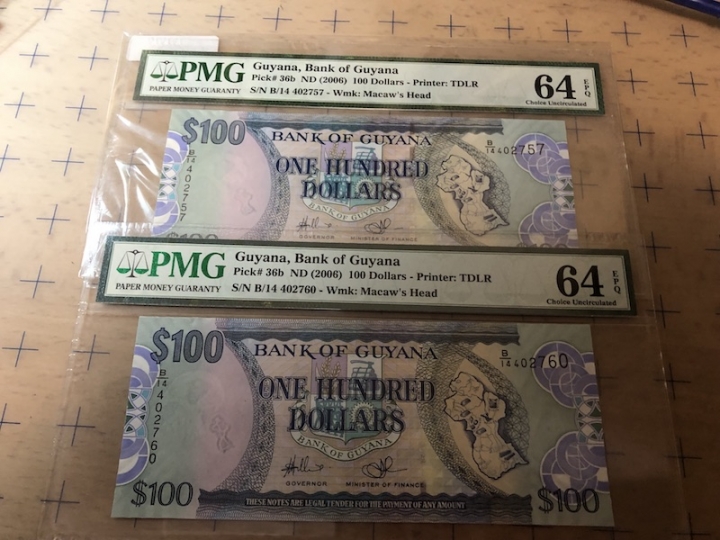 PMG
PAPER MONEY GUARANTY
Guyana, Bank of Guyana
Pick# 36b ND (2006) 100 Dollars - Printer: TDLR
S/N B/14 402757 - Wmk: Macaw's Head
64 EPQ
Choice Uncirculated
$100
BANK OF GUYANA
B/14 402757
B/14 402757
ONE HUNDRED
DOLLARS
BANK OF GUYANA
GOVERNOR MINISTER OF FINANCE
PMG
PAPER MONEY GUARANTY
Guyana, Bank of Guyana
Pick# 36b ND (2006) 100 Dollars - Printer: TDLR
S/N B/14 402760 - Wmk: Macaw's Head
64 EPQ
Choice Uncirculated
$100
BANK OF GUYANA
B/14 402760
B/14 402760
ONE HUNDRED
DOLLARS
BANK OF GUYANA
GOVERNOR MINISTER OF FINANCE
$100
THESE NOTES ARE LEGAL TENDER FOR THE PAYMENT OF ANY AMOUNT
$100